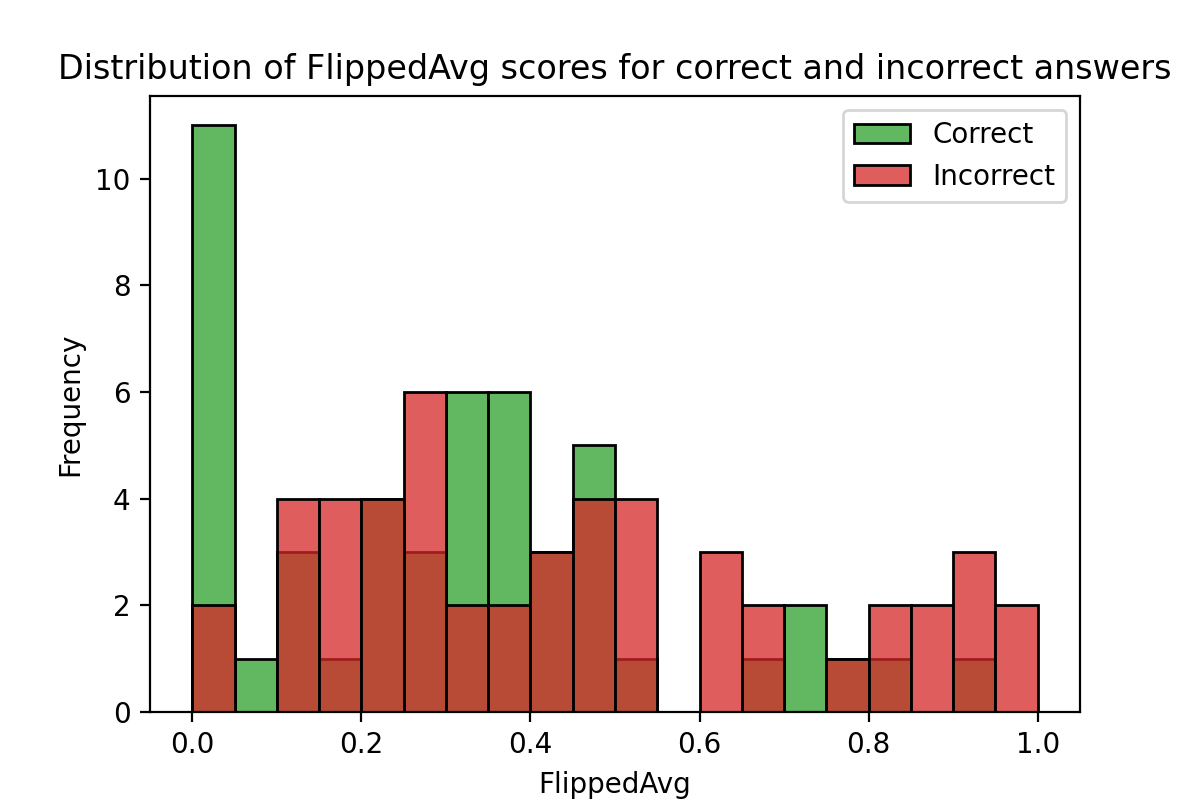 Distribution of FlippedAvg scores for correct and incorrect answers
Correct
Incorrect
Frequency
10
8
6
4
2
0
0.0 0.2 0.4 0.6 0.8 1.0
FlippedAvg